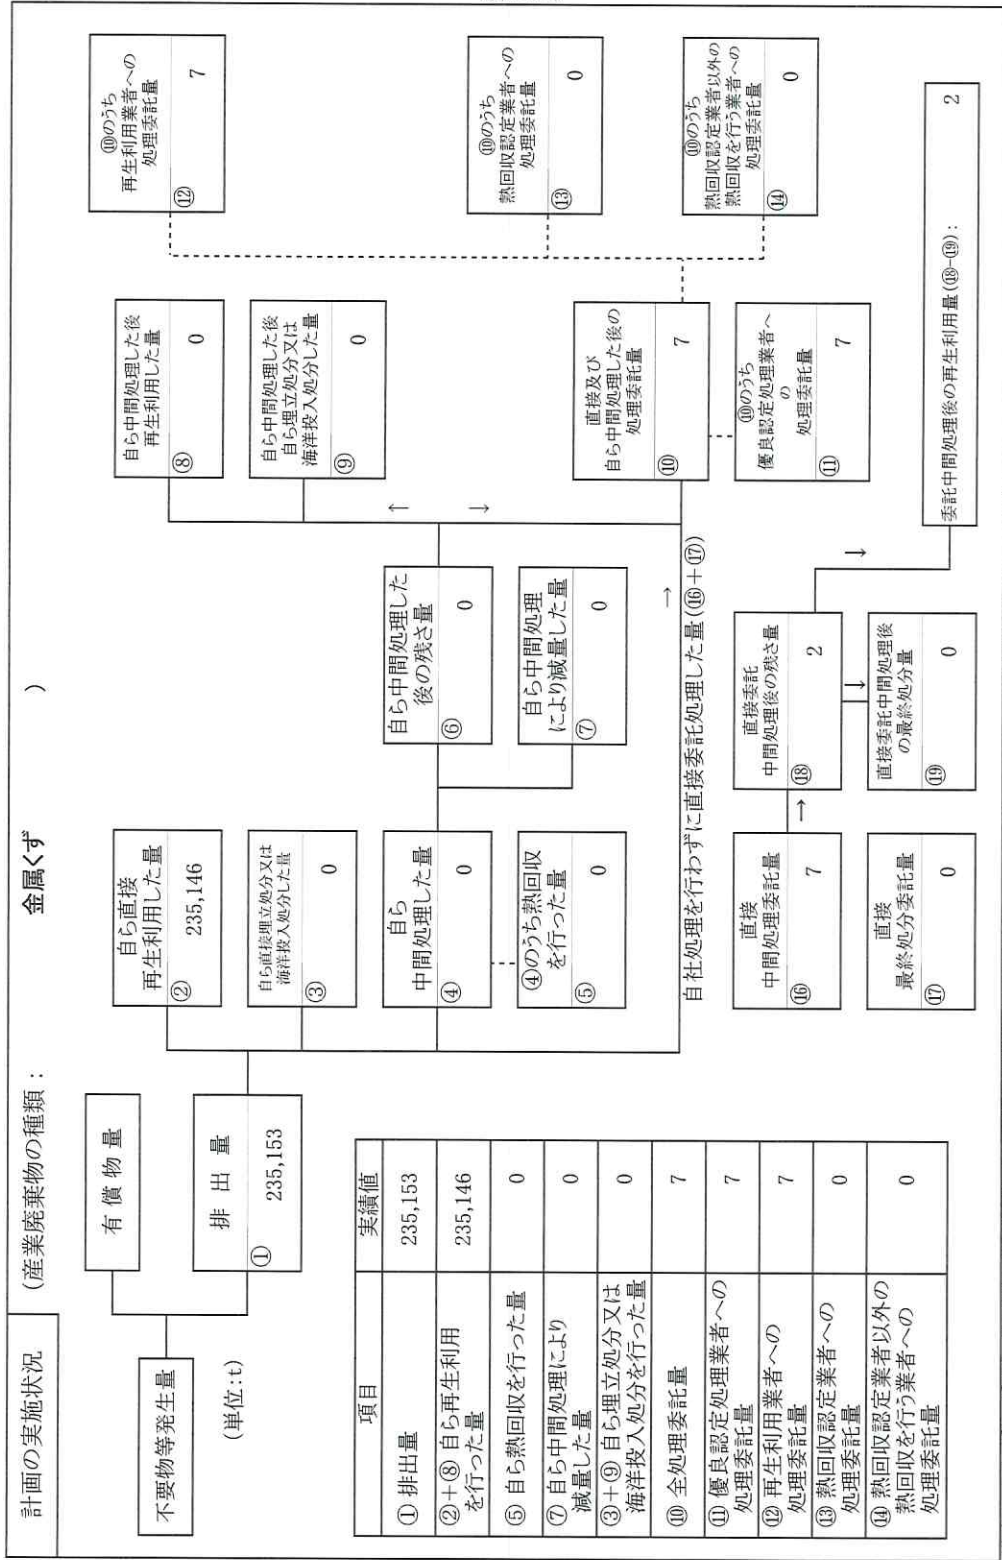 計画の実施状況
(産業廃棄物の種類:
金属くず
)
不要物等発生量
(単位:t)
有償物量
排出量
①
235,153
自ら直接
再生利用した量
②
235,146
自ら直接埋立処分又は
海洋投入処分した量
③
0
自ら
中間処理した量
④
0
④のうち熱回収
を行った量
⑤
0
自ら中間処理した
後の残さ量
⑥
0
自ら中間処理
により減量した量
⑦
0
自ら中間処理した後
再生利用した量
⑧
0
自ら中間処理した後
自ら埋立処分又は
海洋投入処分した量
⑨
0
↑
↓
→
自社処理を行わずに直接委託処理した量(⑯+⑰)
直接及び
自ら中間処理した後の
処理委託量
⑩
7
⑩のうち
優良認定処理業者へ
の
処理委託量
⑪
7
⑩のうち
再生利用業者への
処理委託量
⑫
7
⑩のうち
熱回収認定業者への
処理委託量
⑬
0
⑩のうち
熱回収認定業者以外の
熱回収を行う業者への
処理委託量
⑭
0
直接
中間処理委託量
⑯
7
→
直接
最終処分委託量
⑰
0
直接委託
中間処理後の残さ量
⑱
2
↓
直接委託中間処理後
の最終処分量
⑲
0
↓
委託中間処理後の再生利用量(⑱-⑲):
2
項目 実績値
① 排出量 235,153
②+⑧ 自ら再生利用
を行った量
235,146
⑤ 自ら熱回収を行った量 0
⑦ 自ら中間処理により
減量した量
0
③+⑨ 自ら埋立処分又は
海洋投入処分を行った量
0
⑩ 全処理委託量 7
⑪ 優良認定処理業者への
処理委託量
7
⑫ 再生利用業者への
処理委託量
7
⑬ 熱回収認定業者への
処理委託量
0
⑭ 熱回収認定業者以外の
熱回収を行う業者への
処理委託量
0